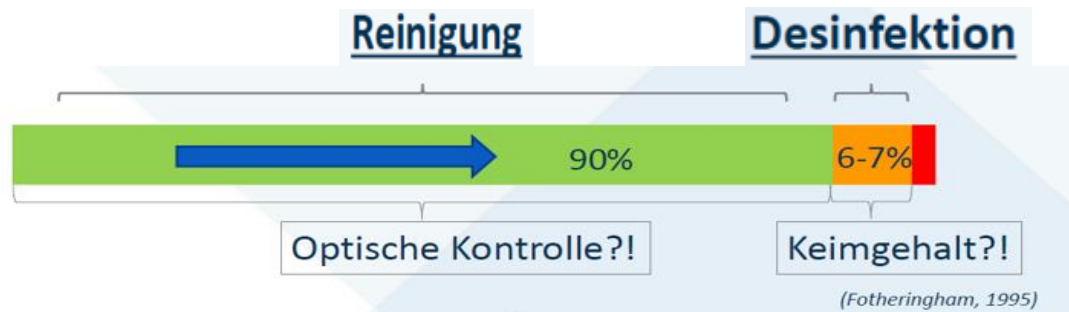 Reinigung
Desinfektion
90%
6-7%
Optische Kontrolle?!
Keimgehalt?!
(Fotheringham, 1995)